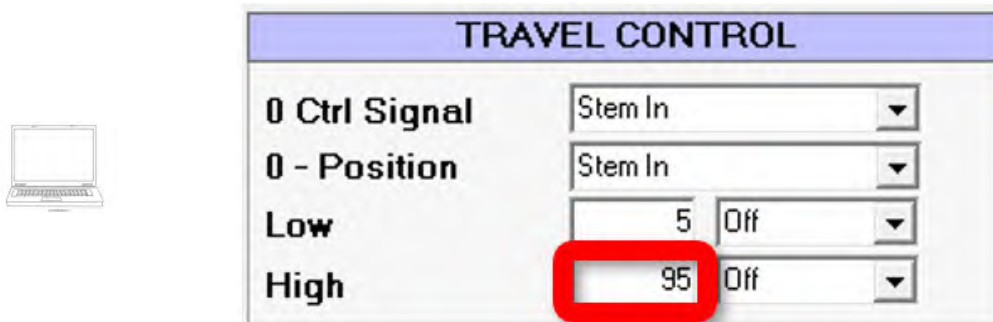 TRAVEL CONTROL
0 Ctrl Signal Stem In
0 - Position Stem In
Low 5 Off
High 95 Off